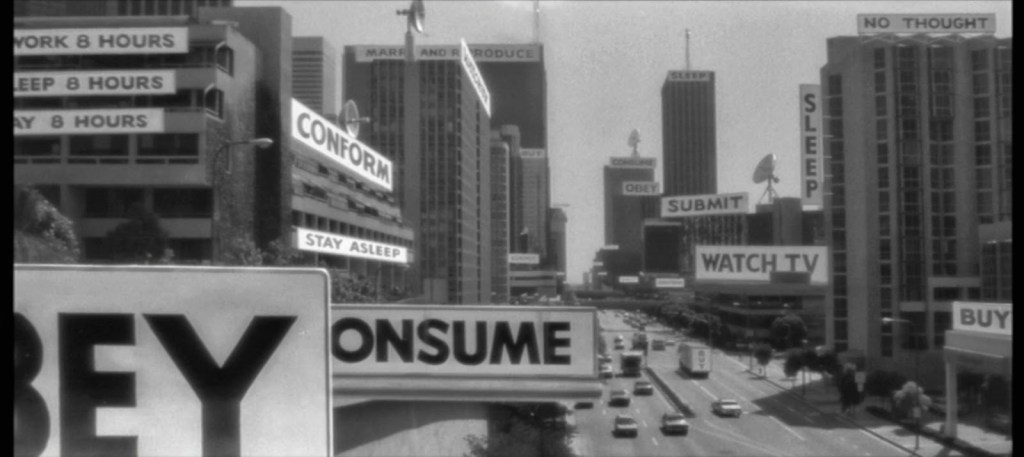 NO THOUGHT
WORK 8 HOURS
MARRY AND REPRODUCE
SLEEP
LEEP 8 HOURS
SLEEP
AY 8 HOURS
CONFORM
OBEY
SUBMIT
STAY ASLEEP
WATCH TV
BUY
BEY
ONSUME